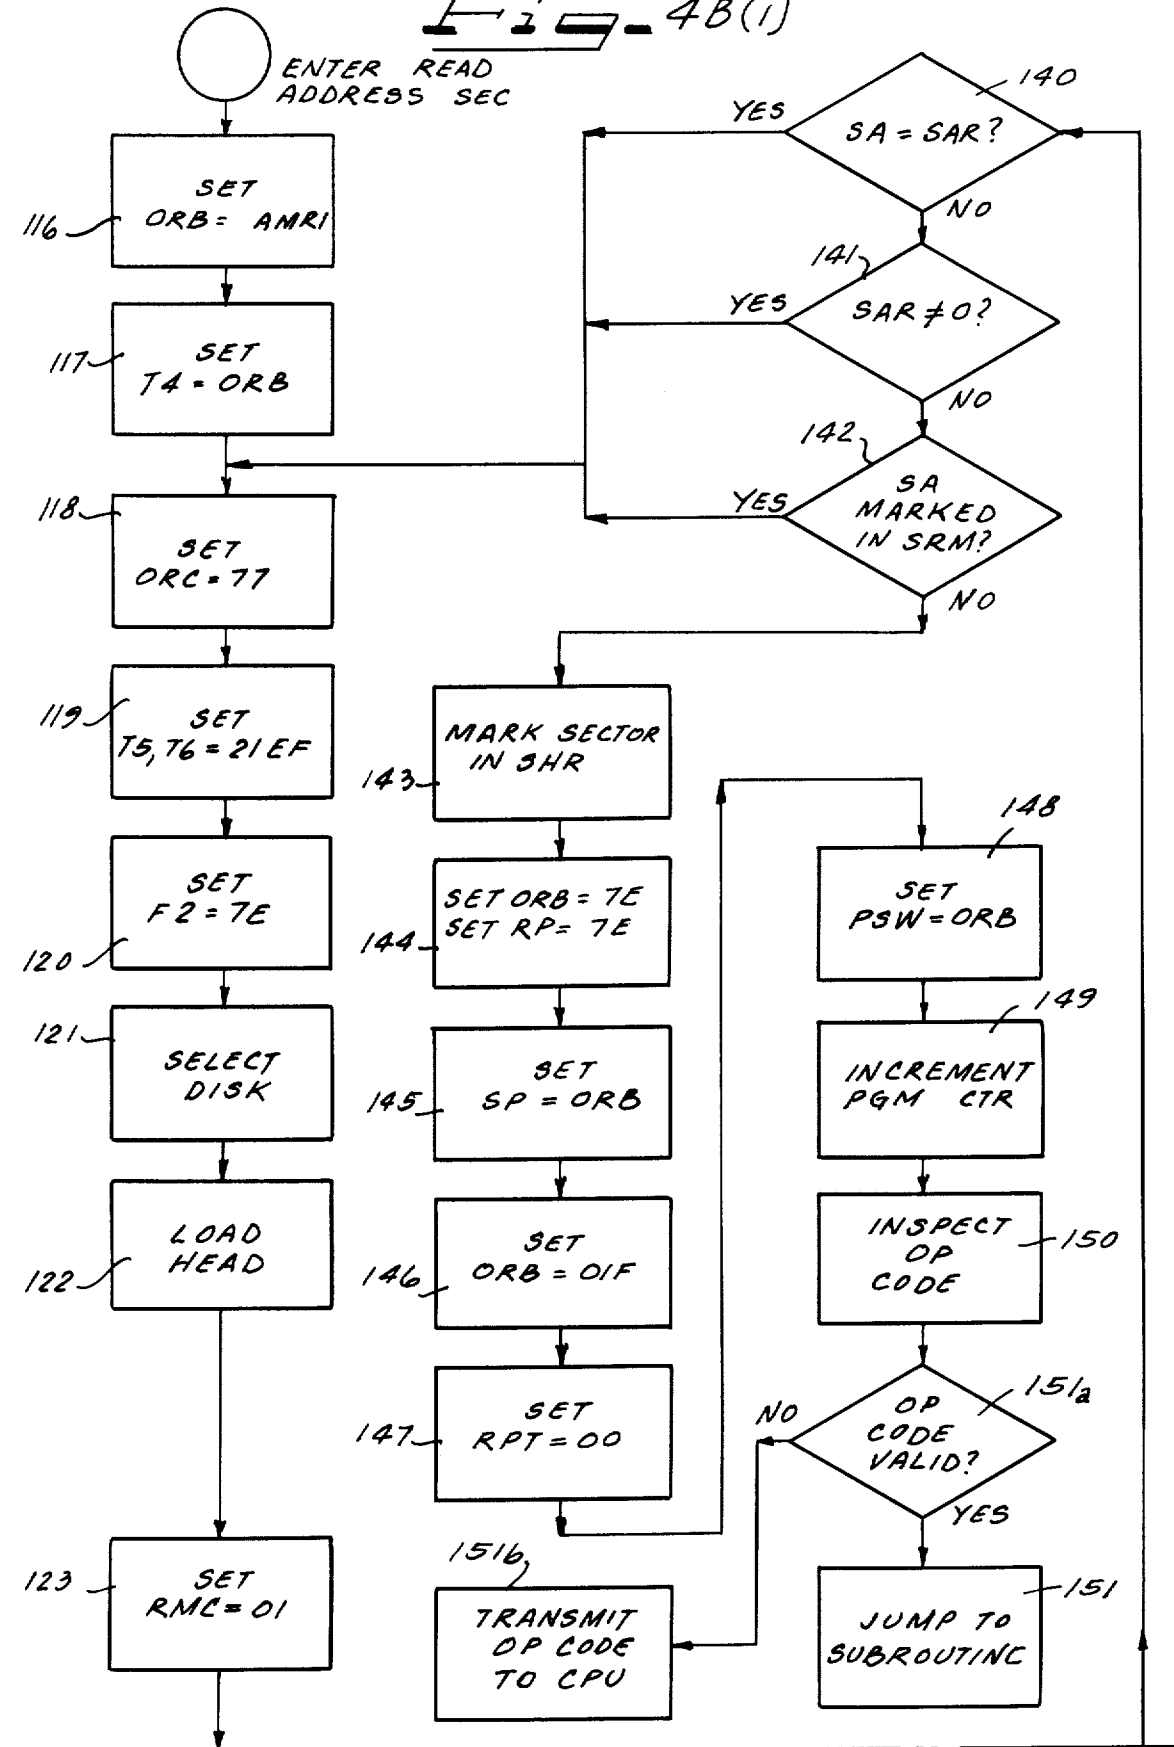 Fig. 4B(1)
ENTER READ
ADDRESS SEC
SET
ORB = AMRI
116
SET
T4 = ORB
117
118
SET
ORC = 77
119
SET
T5, T6 = 21EF
SET
F2 = 7E
120
121
SELECT
DISK
LOAD
HEAD
122
123
SET
RMC = 01
140
SA = SAR?
YES
NO
141
SAR ≠ 0?
YES
NO
142
SA
MARKED
IN SRM?
YES
NO
MARK SECTOR
IN SHR
143
SET ORB = 7E
SET RP = 7E
144
SET
SP = ORB
145
SET
ORB = 01F
146
SET
RPT = 00
147
148
SET
PSW = ORB
149
INCREMENT
PGM CTR
INSPECT
OP
CODE
150
151a
OP
CODE
VALID?
NO
YES
151b
TRANSMIT
OP CODE
TO CPU
151
JUMP TO
SUBROUTINC